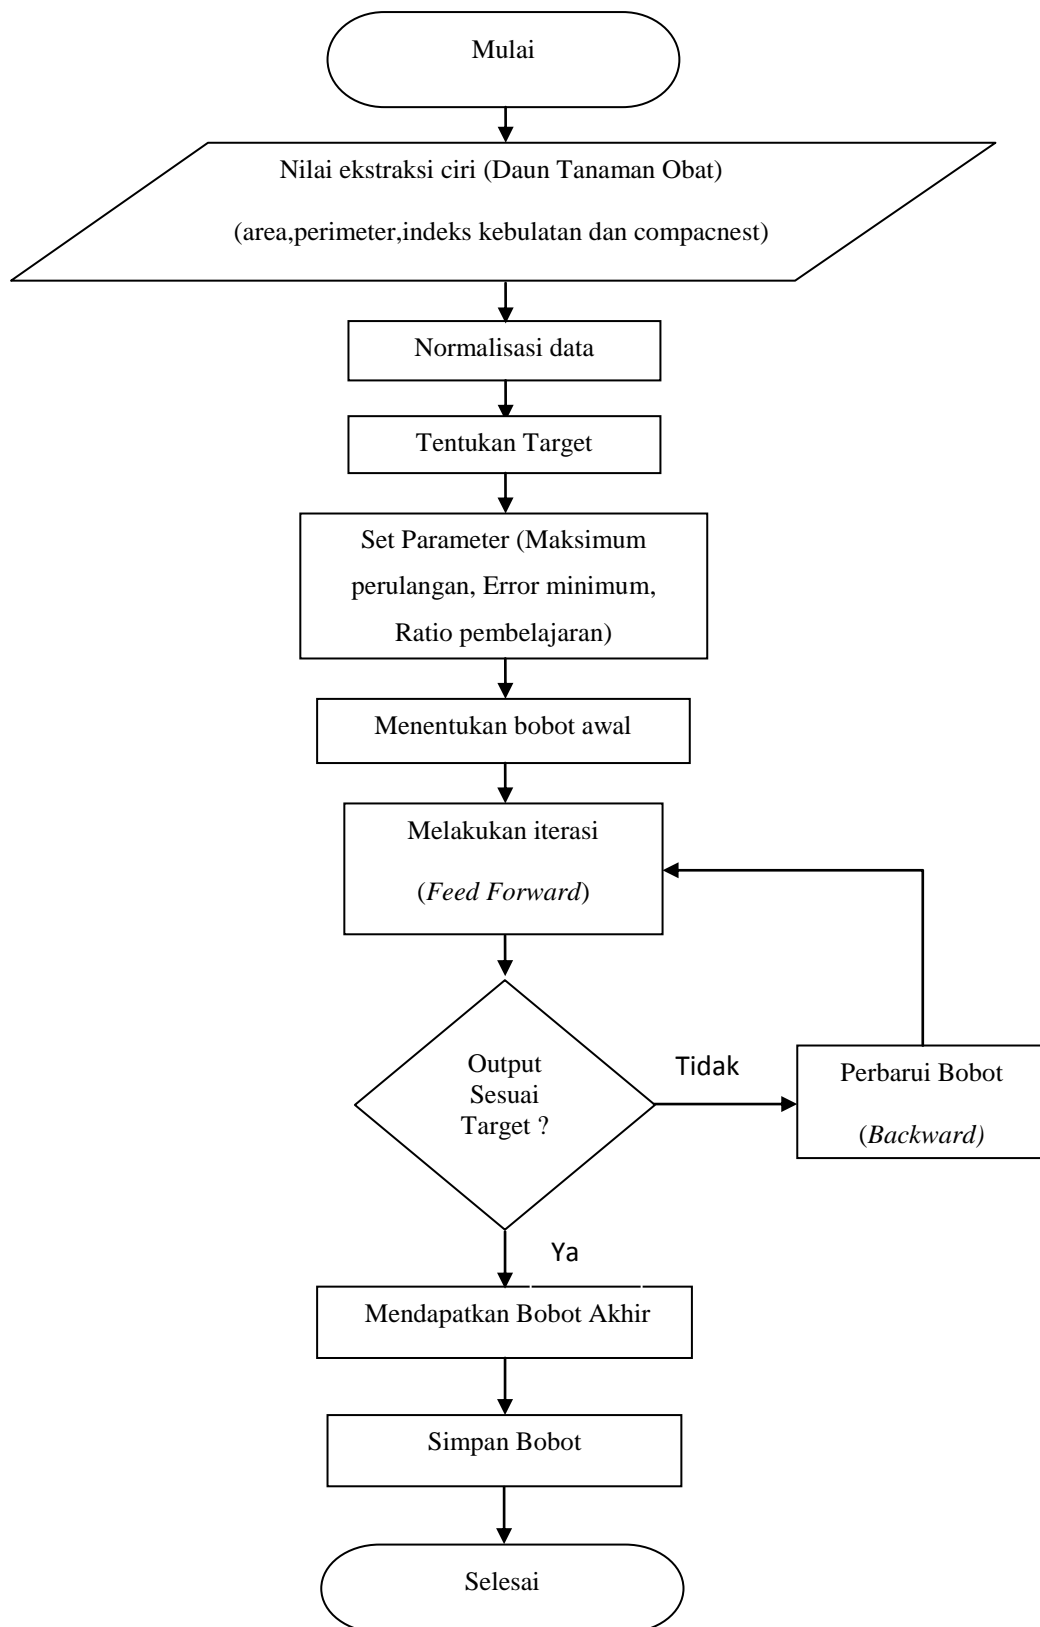 Mulai
Nilai ekstraksi ciri (Daun Tanaman Obat)
(area,perimeter,indeks kebulatan dan compacnest)
Normalisasi data
Tentukan Target
Set Parameter (Maksimum
perulangan, Error minimum,
Ratio pembelajaran)
Menentukan bobot awal
Melakukan iterasi
(Feed Forward)
Output
Sesuai
Target ?
Tidak
Perbarui Bobot
(Backward)
Ya
Mendapatkan Bobot Akhir
Simpan Bobot
Selesai